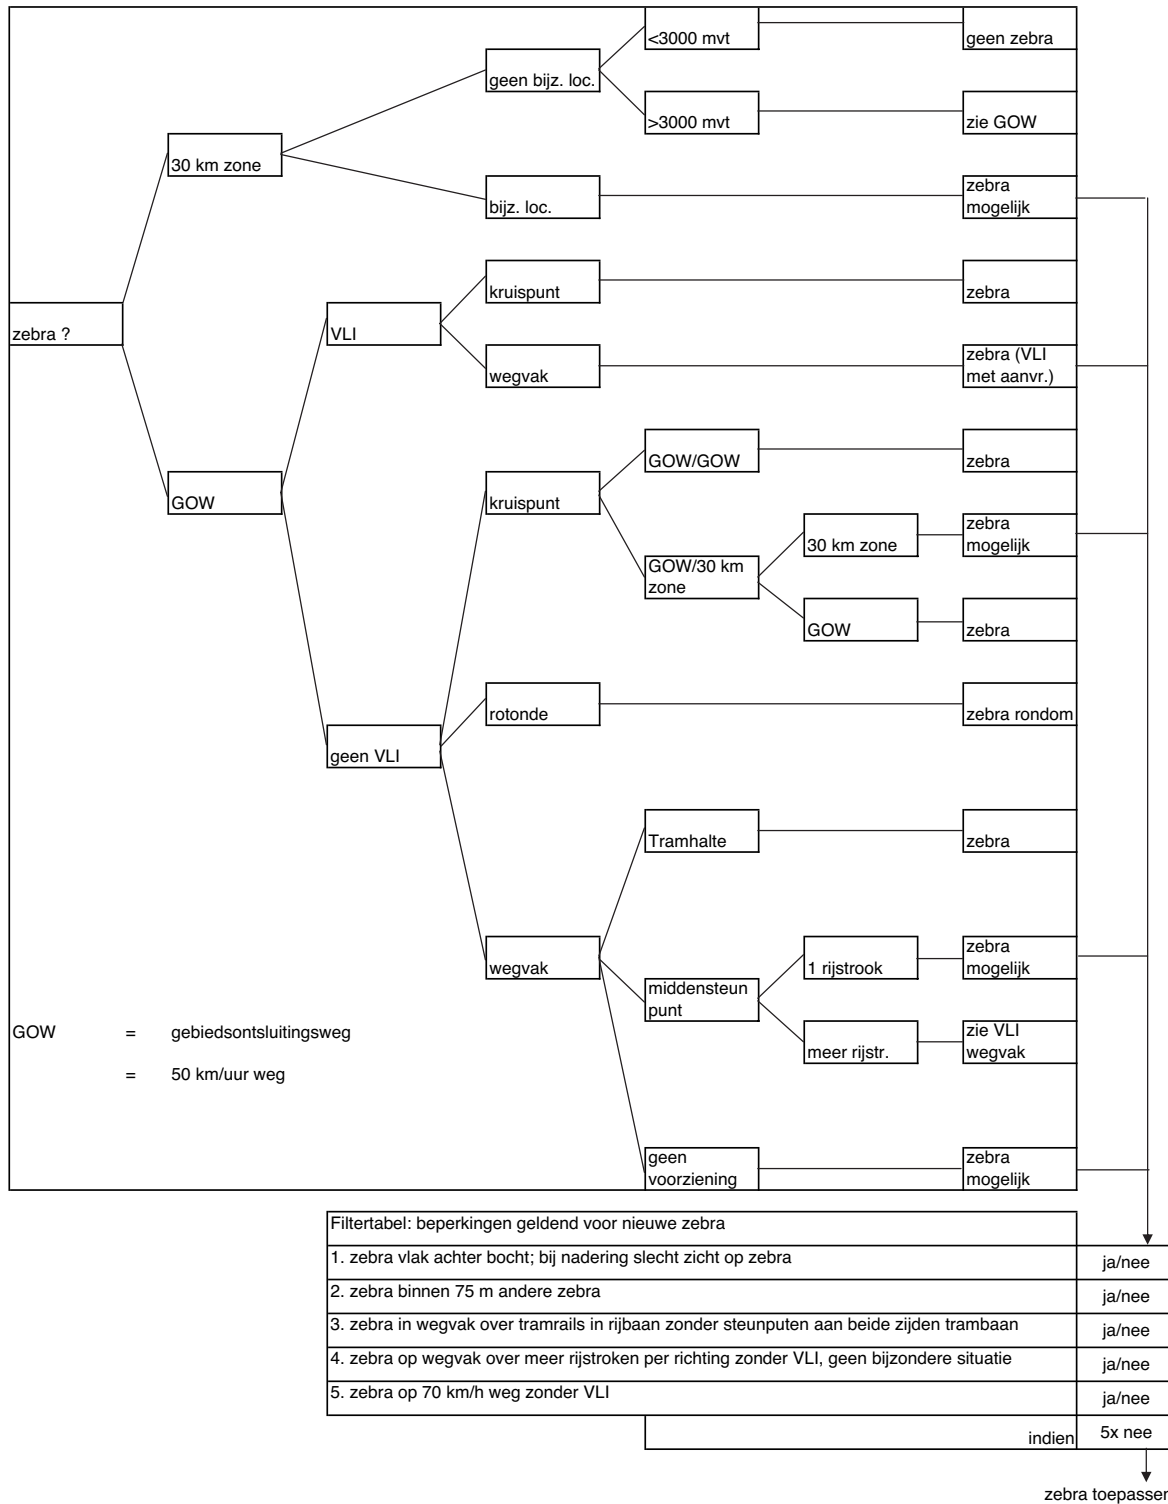 <3000 mvt
geen zebra
geen bijz. loc.
>3000 mvt
zie GOW
30 km zone
bijz. loc.
zebra
mogelijk
kruispunt
zebra
zebra ?
VLI
wegvak
zebra (VLI
met aanvr.)
GOW/GOW
zebra
GOW
kruispunt
30 km zone
zebra
mogelijk
GOW/30 km
zone
GOW
zebra
rotonde
zebra rondom
geen VLI
Tramhalte
zebra
wegvak
1 rijstrook
zebra
mogelijk
middensteun
punt
meer rijstr.
zie VLI
wegvak
GOW = gebiedsontsluitingsweg
= 50 km/uur weg
geen
voorziening
zebra
mogelijk
Filtertabel: beperkingen geldend voor nieuwe zebra
1. zebra vlak achter bocht; bij nadering slecht zicht op zebra ja/nee
2. zebra binnen 75 m andere zebra ja/nee
3. zebra in wegvak over tramrails in rijbaan zonder steunputen aan beide zijden trambaan ja/nee
4. zebra op wegvak over meer rijstroken per richting zonder VLI, geen bijzondere situatie ja/nee
5. zebra op 70 km/h weg zonder VLI ja/nee
indien 5x nee
zebra toepassen